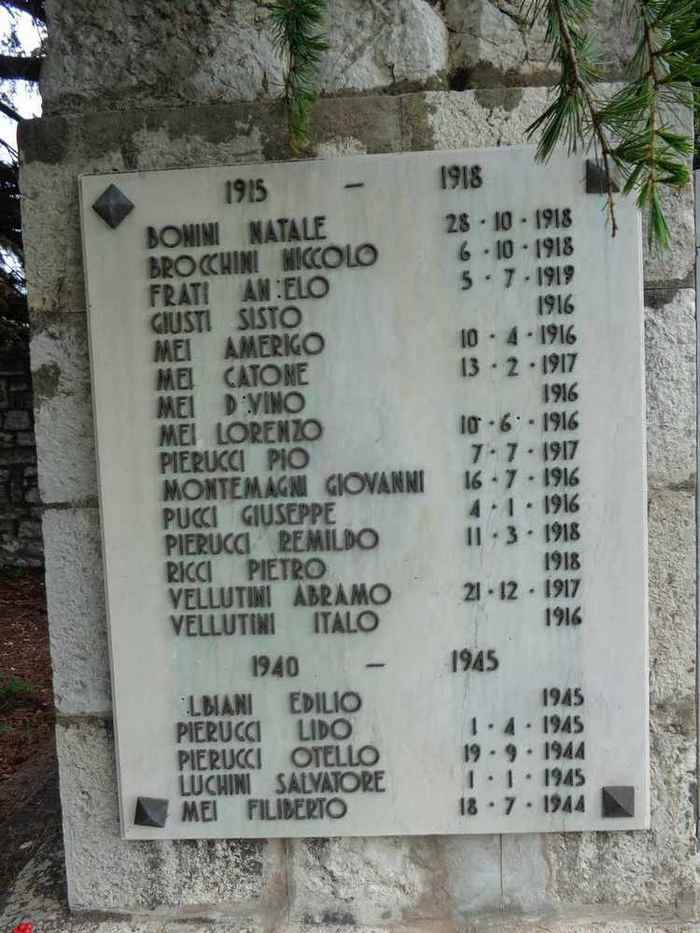 1915 – 1918
BONINI NATALE 28·10·1918
BROCCHINI NICCOLO 6·10·1918
FRATI AN ELO 5·7·1919
GIUSTI SISTO 1916
MEI AMERIGO 10·4·1916
MEI CATONE 13·2·1917
MEI D VINO 1916
MEI LORENZO 10·6·1916
PIERUCCI PIO 7·7·1917
MONTEMAGNI GIOVANNI 16·7·1916
PUCCI GIUSEPPE 4·1·1916
PIERUCCI REMILDO 11·3·1918
RICCI PIETRO 1918
VELLUTINI ABRAMO 21·12·1917
VELLUTINI ITALO 1916
1940 – 1945
LBIANI EDILIO 1945
PIERUCCI LIDO 1·4·1945
PIERUCCI OTELLO 19·9·1944
LUCHINI SALVATORE 1·1·1945
MEI FILIBERTO 18·7·1944